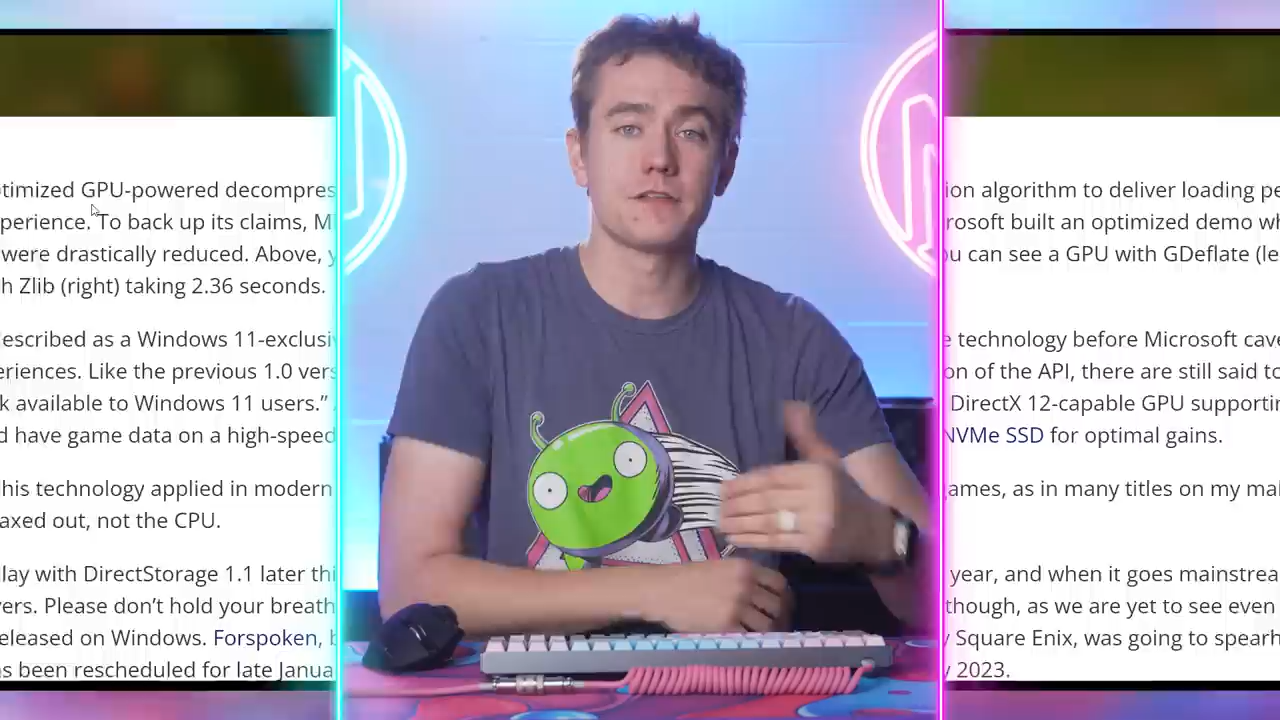 timized GPU-powered decompres
perience. To back up its claims, M
were drastically reduced. Above, y
h Zlib (right) taking 2.36 seconds.
escribed as a Windows 11-exclusiv
eriences. Like the previous 1.0 vers
k available to Windows 11 users.”
d have game data on a high-speed
his technology applied in modern
axed out, not the CPU.
lay with DirectStorage 1.1 later thi
ers. Please don’t hold your breath
eleased on Windows. Forspoken, b
s been rescheduled for late Janua
ion algorithm to deliver loading pe
rosoft built an optimized demo wh
u can see a GPU with GDeflate (le
e technology before Microsoft cave
on of the API, there are still said to
DirectX 12-capable GPU supportin
NVMe SSD for optimal gains.
ames, as in many titles on my mai
year, and when it goes mainstrea
though, as we are yet to see even
y Square Enix, was going to spearh
y 2023.